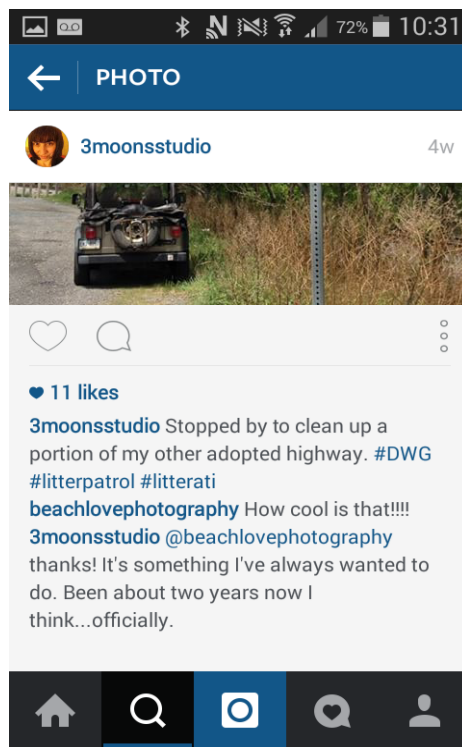 72% 10:31
PHOTO
3moonsstudio 4w
11 likes
3moonsstudio Stopped by to clean up a
portion of my other adopted highway. #DWG
#litterpatrol #litterati
beachlovephotography How cool is that!!!!
3moonsstudio @beachlovephotography
thanks! It's something I've always wanted to
do. Been about two years now I
think...officially.